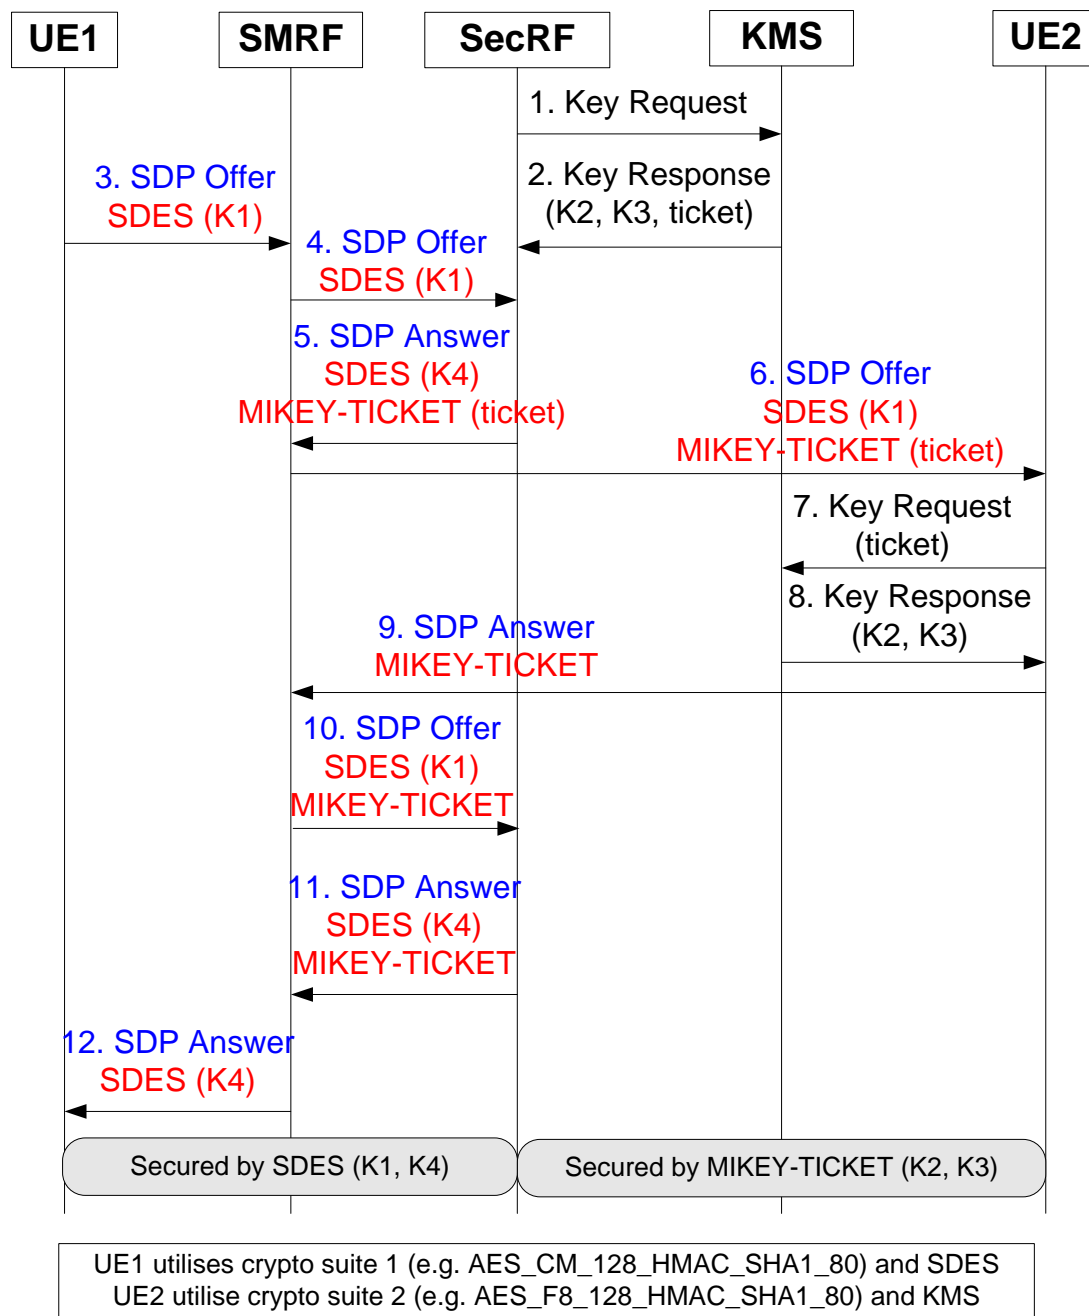 UE1
SMRF
SecRF
KMS
UE2
1. Key Request
2. Key Response
(K2, K3, ticket)
3. SDP Offer
SDES (K1)
4. SDP Offer
SDES (K1)
5. SDP Answer
SDES (K4)
MIKEY-TICKET (ticket)
6. SDP Offer
SDES (K1)
MIKEY-TICKET (ticket)
7. Key Request
(ticket)
8. Key Response
(K2, K3)
9. SDP Answer
MIKEY-TICKET
10. SDP Offer
SDES (K1)
MIKEY-TICKET
11. SDP Answer
SDES (K4)
MIKEY-TICKET
12. SDP Answer
SDES (K4)
Secured by SDES (K1, K4)
Secured by MIKEY-TICKET (K2, K3)
UE1 utilises crypto suite 1 (e.g. AES_CM_128_HMAC_SHA1_80) and SDES
UE2 utilise crypto suite 2 (e.g. AES_F8_128_HMAC_SHA1_80) and KMS